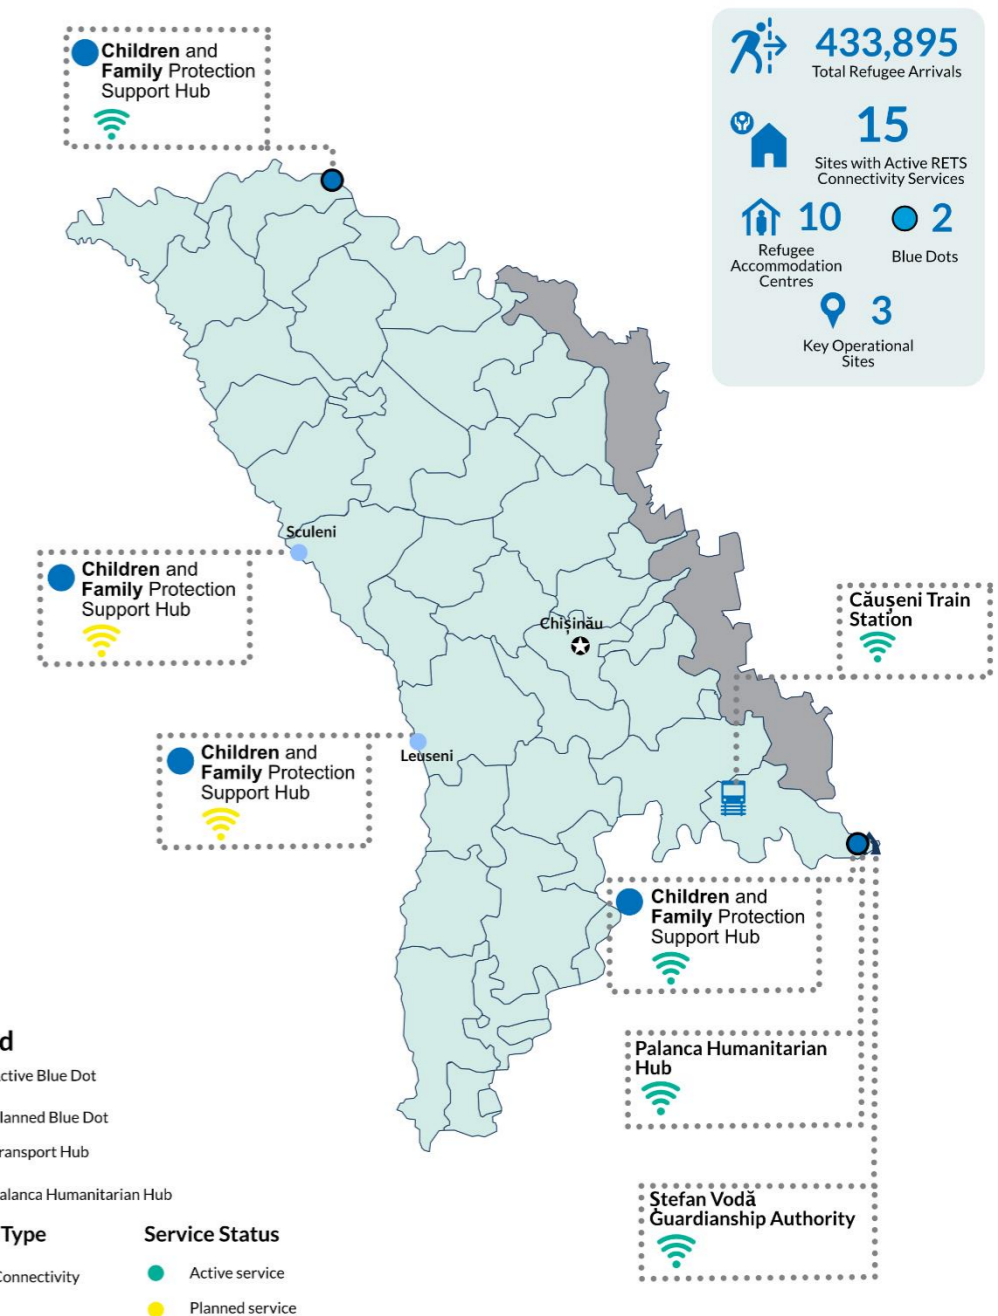 Children and
Family Protection
Support Hub
433,895
Total Refugee Arrivals
15
Sites with Active RETS
Connectivity Services
10
Refugee
Accommodation
Centres
2
Blue Dots
3
Key Operational
Sites
Sculeni
Children and
Family Protection
Support Hub
Chișinău
Căușeni Train
Station
Leuseni
Children and
Family Protection
Support Hub
Children and
Family Protection
Support Hub
Palanca Humanitarian
Hub
Ștefan Vodă
Guardianship Authority
d
ctive Blue Dot
lanned Blue Dot
ransport Hub
alanca Humanitarian Hub
Type
Connectivity
Service Status
Active service
Planned service